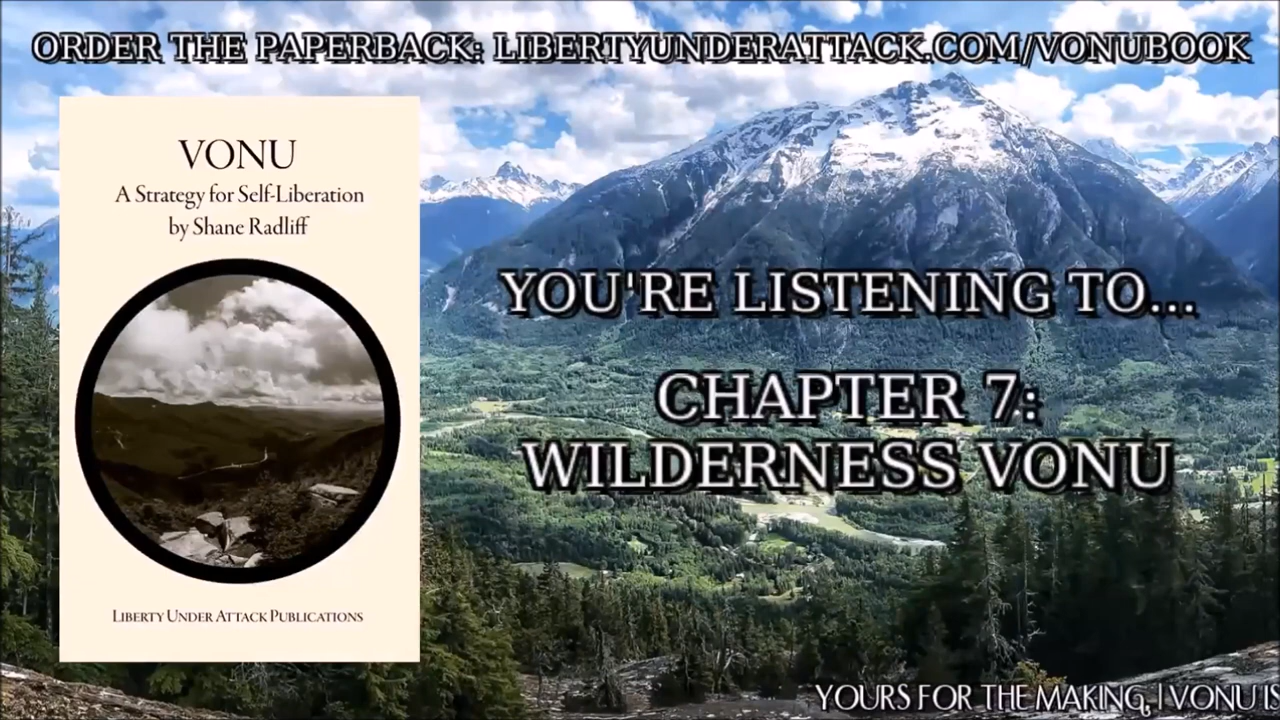 ORDER THE PAPERBACK: LIBERTYUNDERATTACK.COM/VONUBOOK
VONU
A Strategy for Self-Liberation
by Shane Radliff
LIBERTY UNDER ATTACK PUBLICATIONS
YOU'RE LISTENING TO...
CHAPTER 7:
WILDERNESS VONU
YOURS FOR THE MAKING, | VONU IS